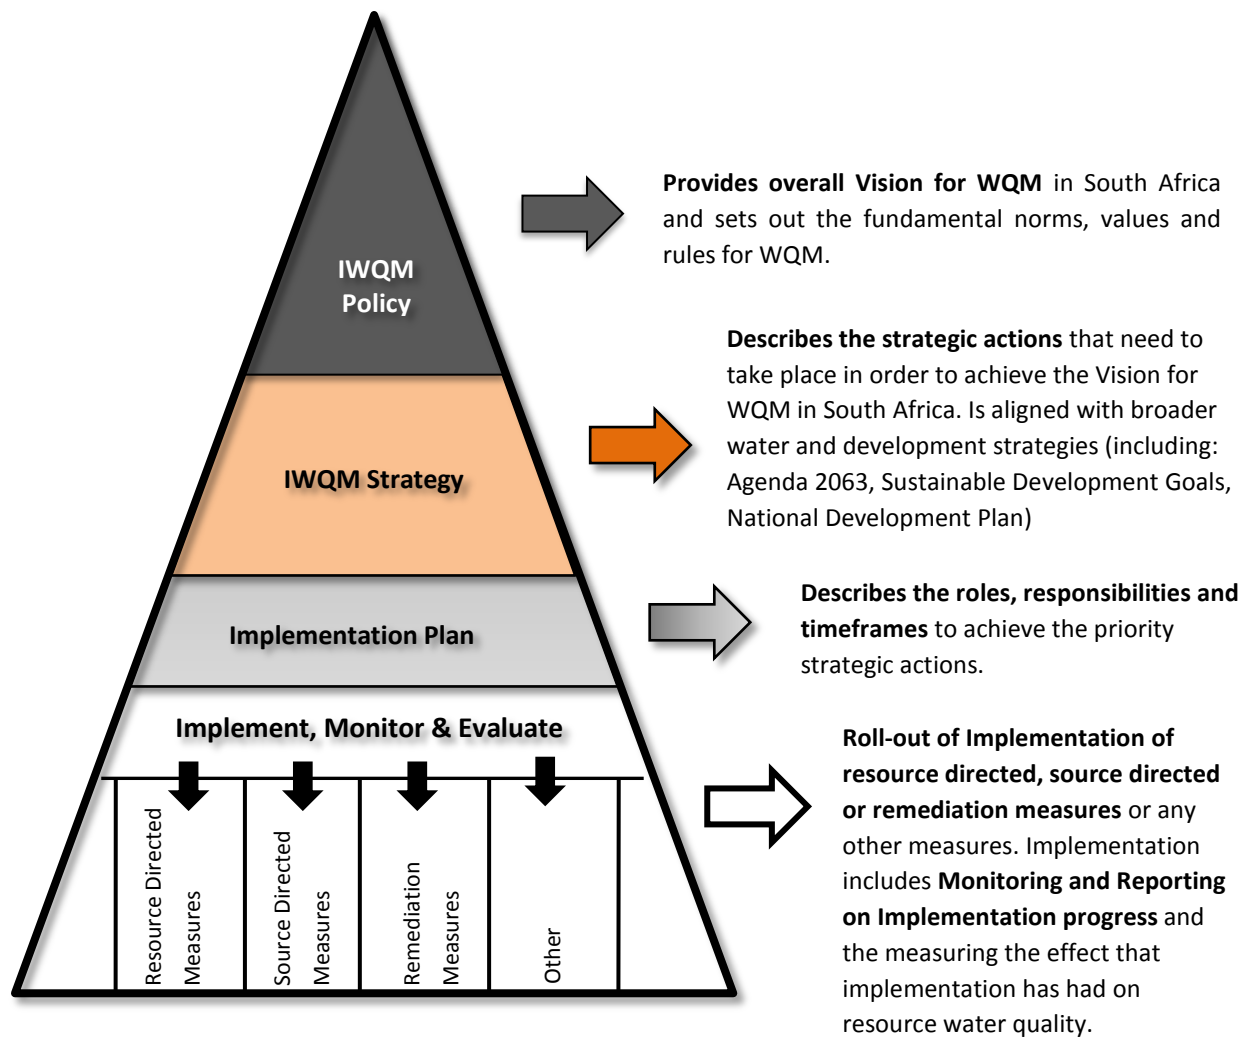 IWQM
Policy
Provides overall Vision for WQM in South Africa
and sets out the fundamental norms, values and
rules for WQM.
IWQM Strategy
Describes the strategic actions that need to
take place in order to achieve the Vision for
WQM in South Africa. Is aligned with broader
water and development strategies (including:
Agenda 2063, Sustainable Development Goals,
National Development Plan)
Implementation Plan
Describes the roles, responsibilities and
timeframes to achieve the priority
strategic actions.
Implement, Monitor & Evaluate
Resource Directed
Measures
Source Directed
Measures
Remediation
Measures
Other
Roll-out of Implementation of
resource directed, source directed
or remediation measures or any
other measures. Implementation
includes Monitoring and Reporting
on Implementation progress and
the measuring the effect that
implementation has had on
resource water quality.